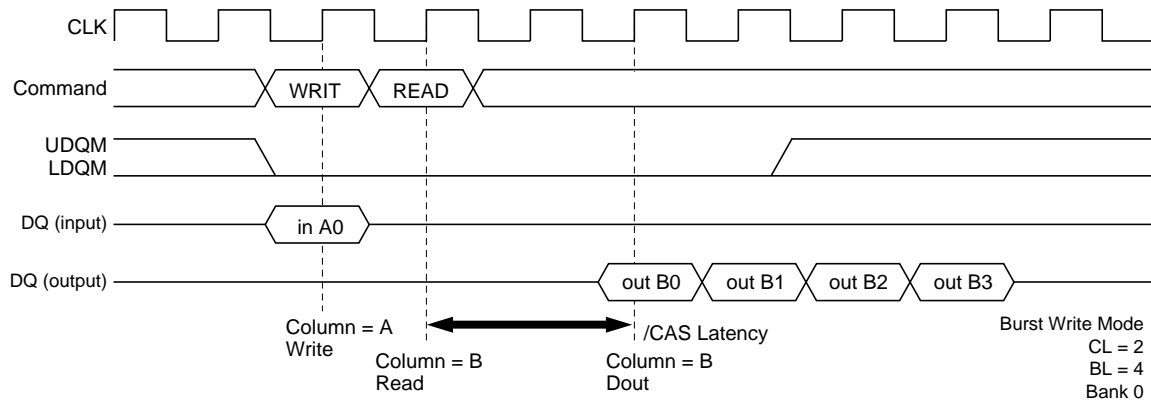 CLK
Command
WRIT
READ
UDQM
LDQM
DQ (input)
in A0
DQ (output)
out B0
out B1
out B2
out B3
Column = A
Write
Column = B
Read
/CAS Latency
Column = B
Dout
Burst Write Mode
CL = 2
BL = 4
Bank 0